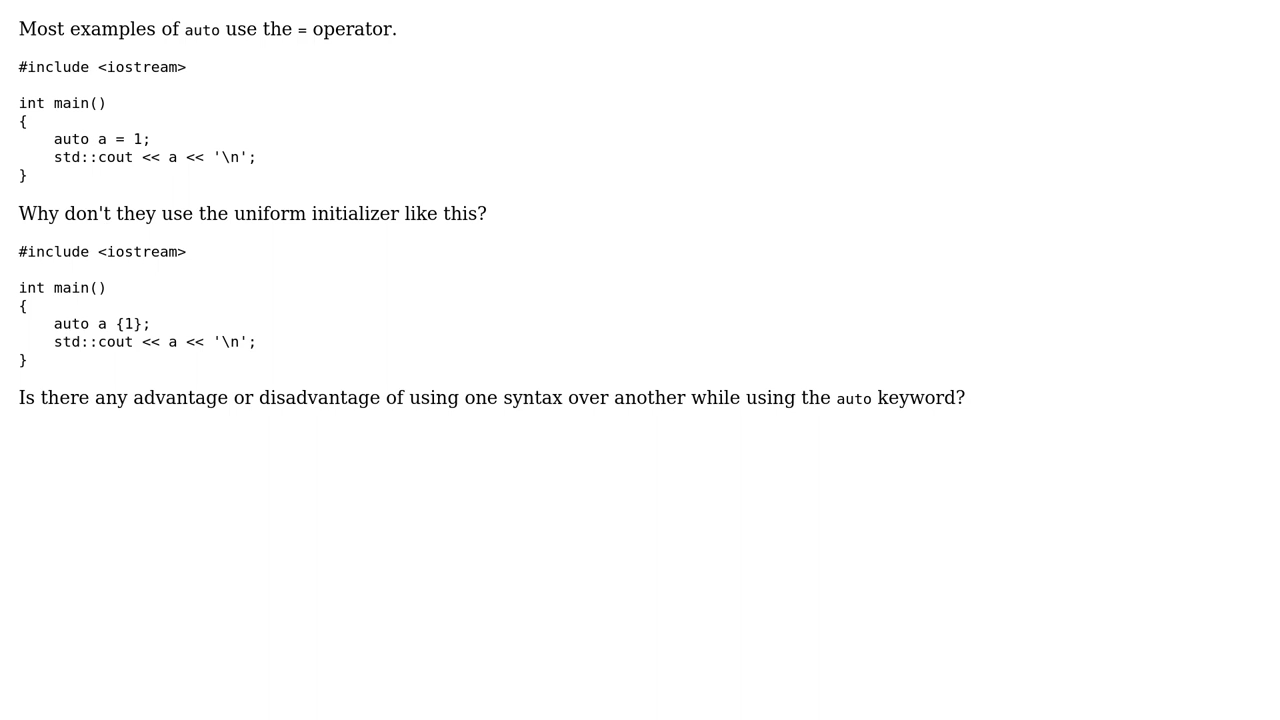 Most examples of auto use the = operator.
#include <iostream>
int main()
{
    auto a = 1;
    std::cout << a << '\n';
}
Why don't they use the uniform initializer like this?
#include <iostream>
int main()
{
    auto a {1};
    std::cout << a << '\n';
}
Is there any advantage or disadvantage of using one syntax over another while using the auto keyword?